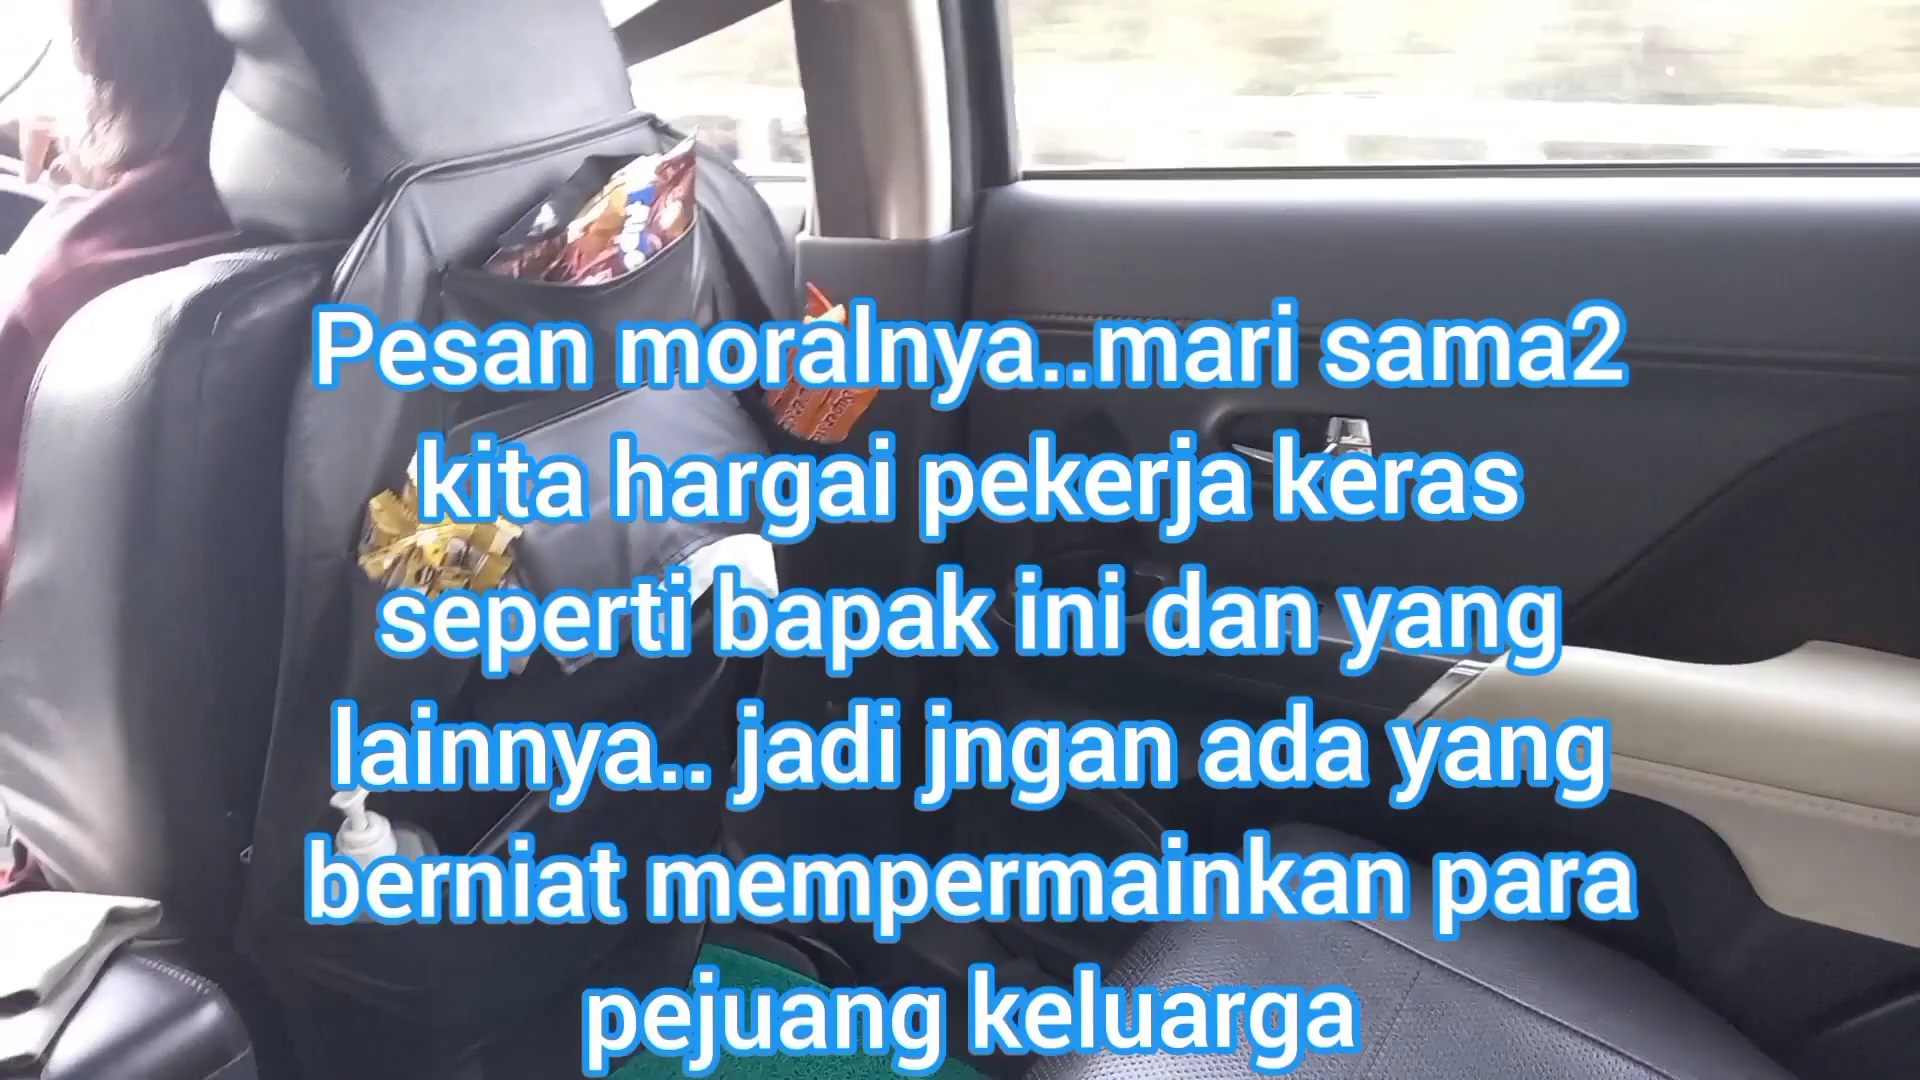 Pesan moralnya..mari sama2
kita hargai pekerja keras
seperti bapak ini dan yang
lainnya.. jadi jngan ada yang
berniat mempermainkan para
pejuang keluarga